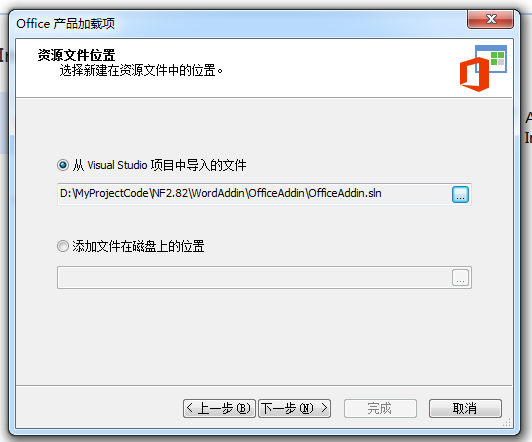 Office 产品加载项
资源文件位置
选择新建在资源文件中的位置。
从 Visual Studio 项目中导入的文件
D:\MyProjectCode\NF2.82\WordAddin\OfficeAddin\OfficeAddin.sln
...
添加文件在磁盘上的位置
...
< 上一步(B) 下一步(N) > 完成 取消